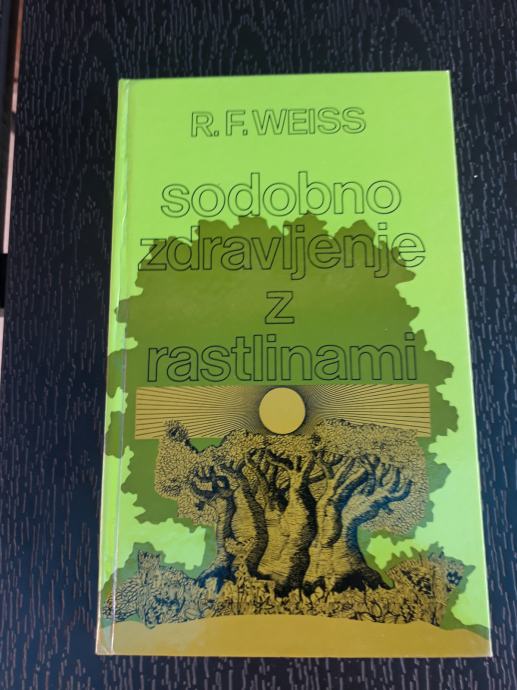 R. F. WEISS
sodobno
zdravljenje
z
rastlinami